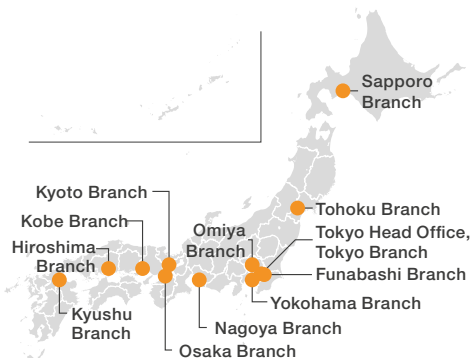 Sapporo
Branch
Kyoto Branch
Kobe Branch
Hiroshima
Branch
Kyushu
Branch
Omiya
Branch
Tohoku Branch
Tokyo Head Office,
Tokyo Branch
Funabashi Branch
Yokohama Branch
Nagoya Branch
Osaka Branch